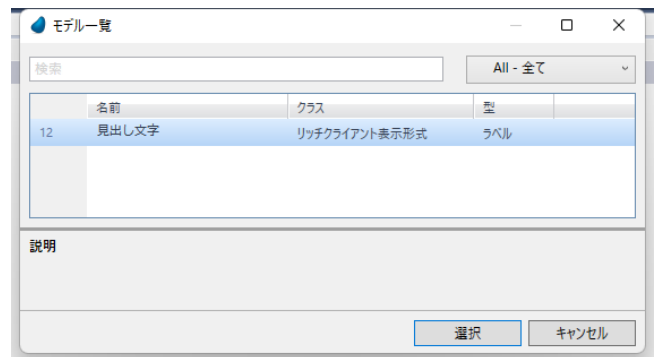 モデル一覧
検索
All - 全て
名前 クラス 型
12 見出し文字 リッチクライアント表示形式 ラベル
説明
選択 キャンセル